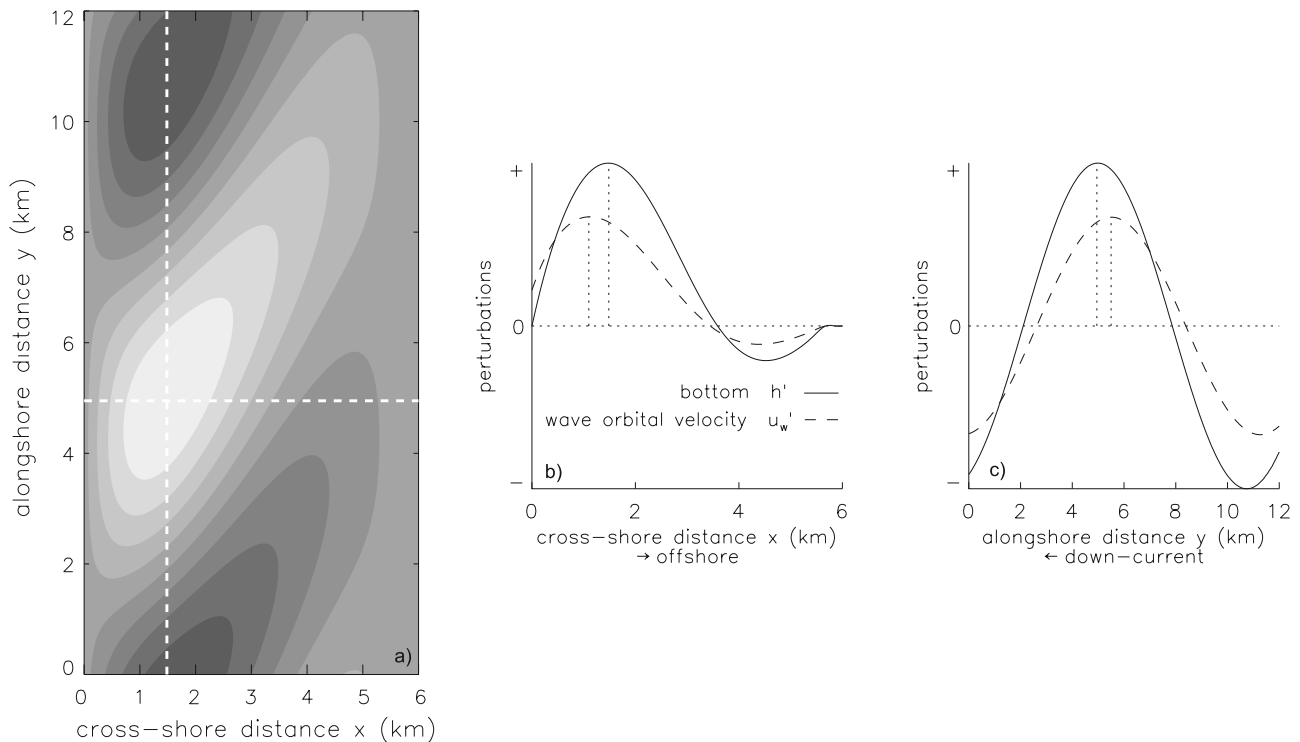 12
10
8
6
4
2
0
alongshore distance y (km)
a)
0 1 2 3 4 5 6
cross-shore distance x (km)
+
0
–
perturbations
bottom h'
wave orbital velocity u_w'
b)
0 2 4 6
cross-shore distance x (km)
→ offshore
+
0
–
perturbations
c)
0 2 4 6 8 10 12
alongshore distance y (km)
← down-current